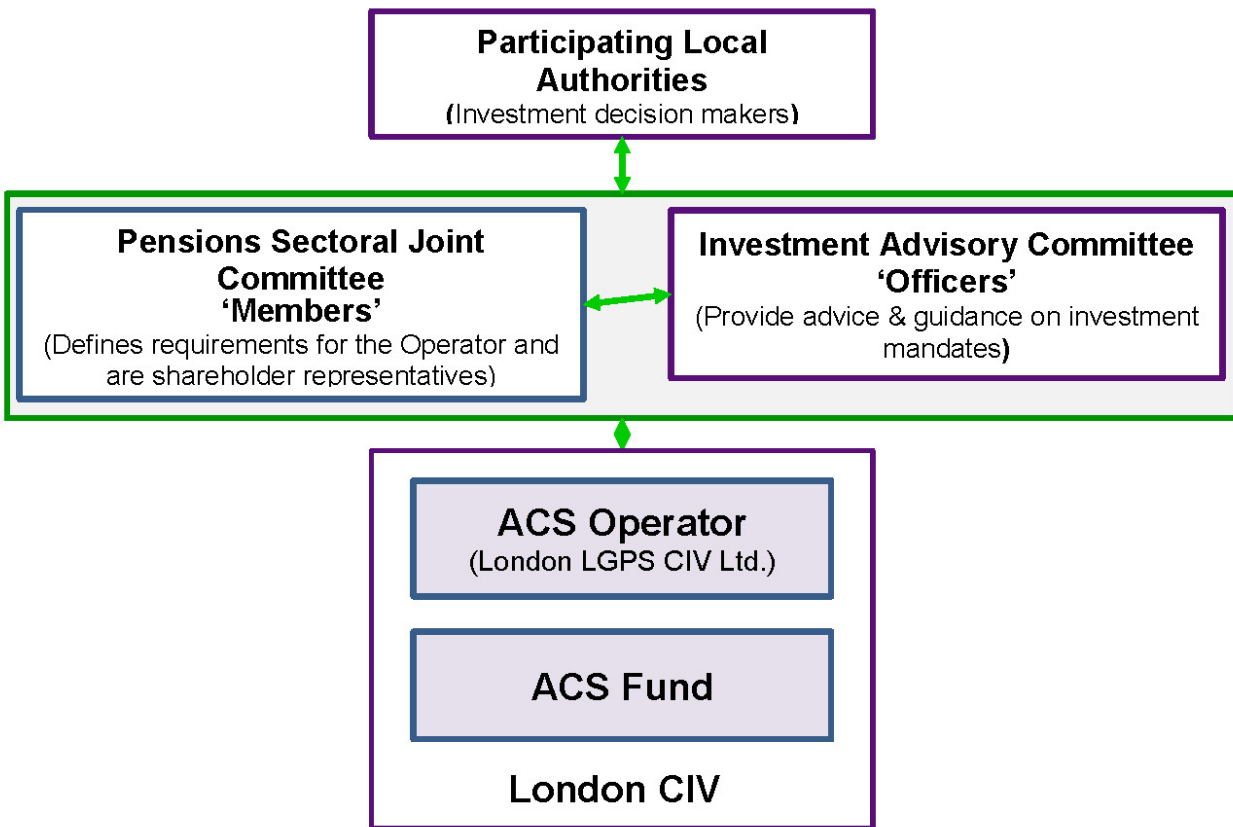 Participating Local
Authorities
(Investment decision makers)
Pensions Sectoral Joint
Committee
‘Members’
(Defines requirements for the Operator and
are shareholder representatives)
Investment Advisory Committee
‘Officers’
(Provide advice & guidance on investment
mandates)
ACS Operator
(London LGPS CIV Ltd.)
ACS Fund
London CIV